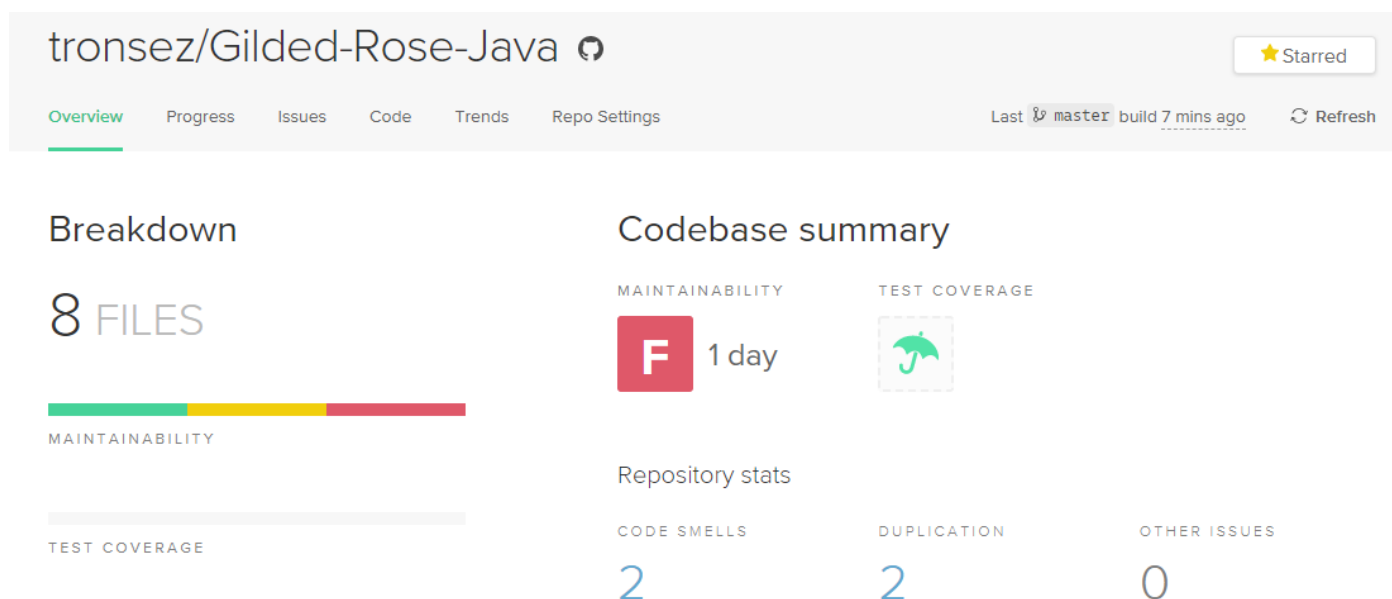 tronsez/Gilded-Rose-Java
Starred
Overview Progress Issues Code Trends Repo Settings Last master build 7 mins ago Refresh
Breakdown
8 FILES
MAINTAINABILITY
TEST COVERAGE
Codebase summary
MAINTAINABILITY TEST COVERAGE
F 1 day
Repository stats
CODE SMELLS DUPLICATION OTHER ISSUES
2 2 0